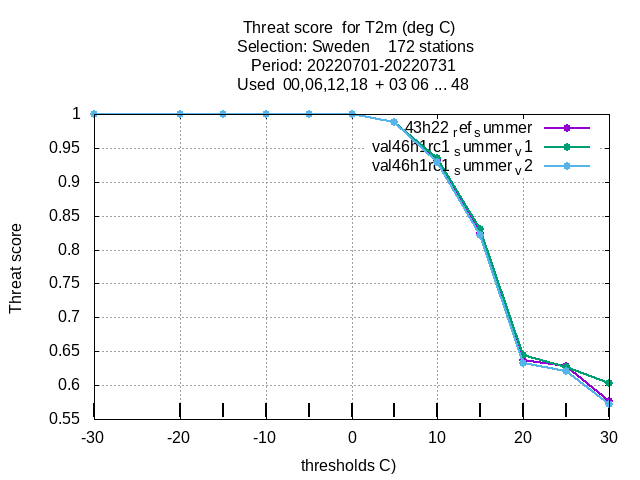 Threat score  for T2m (deg C)
Selection: Sweden    172 stations
Period: 20220701-20220731
Used  00,06,12,18  + 03 06 ... 48
43h22_ref_summer
val46h1rc1_summer_v1
val46h1rc1_summer_v2
1
0.95
0.9
0.85
0.8
0.75
0.7
0.65
0.6
0.55
Threat score
-30 -20 -10 0 10 20 30
thresholds C)